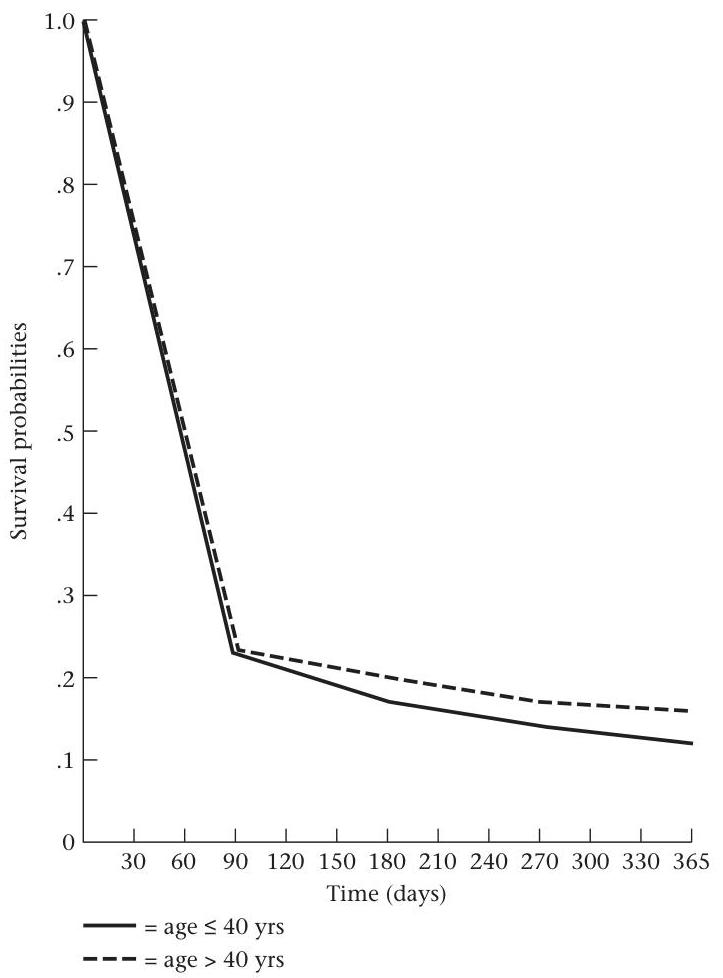 1.0
.9
.8
.7
.6
.5
.4
.3
.2
.1
0
Survival probabilities
30 60 90 120 150 180 210 240 270 300 330 365
Time (days)
= age ≤ 40 yrs
= age > 40 yrs